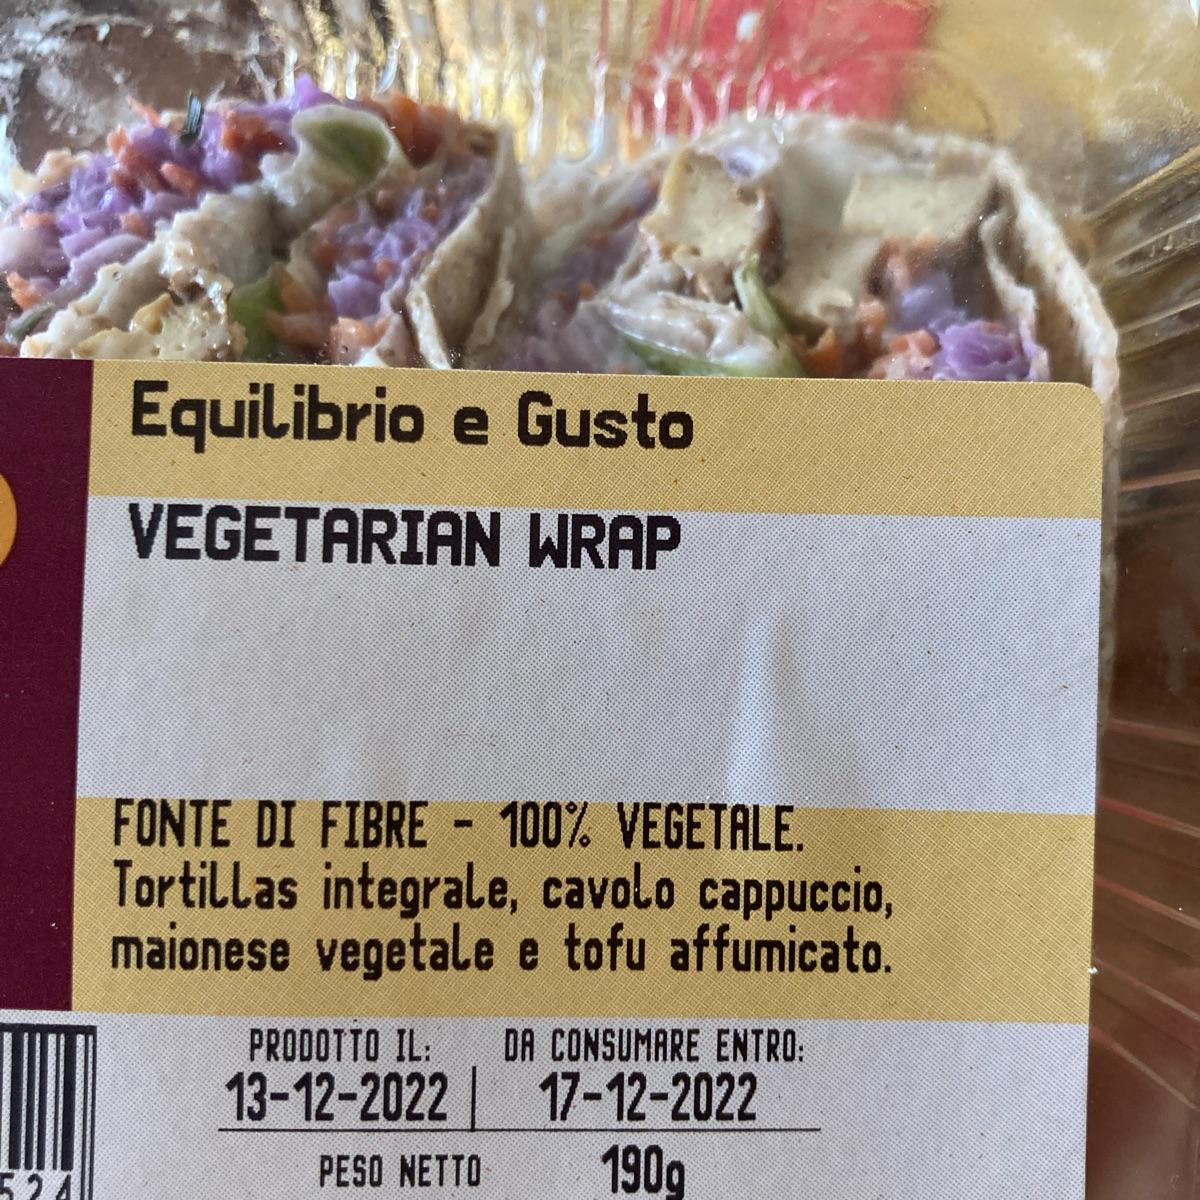 Equilibrio e Gusto
VEGETARIAN WRAP
FONTE DI FIBRE - 100% VEGETALE.
Tortillas integrale, cavolo cappuccio,
maionese vegetale e tofu affumicato.
PRODOTTO IL: DA CONSUMARE ENTRO:
13-12-2022 17-12-2022
PESO NETTO 190g
524